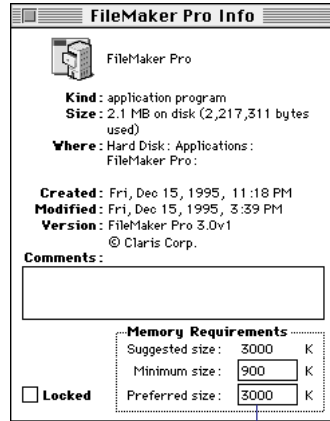 FileMaker Pro Info
FileMaker Pro
Kind: application program
Size: 2.1 MB on disk (2,217,311 bytes
used)
Where: Hard Disk: Applications:
FileMaker Pro:
Created: Fri, Dec 15, 1995, 11:18 PM
Modified: Fri, Dec 15, 1995, 3:39 PM
Version: FileMaker Pro 3.0v1
© Claris Corp.
Comments:
Memory Requirements
Suggested size: 3000 K
Minimum size: 900 K
Locked Preferred size: 3000 K